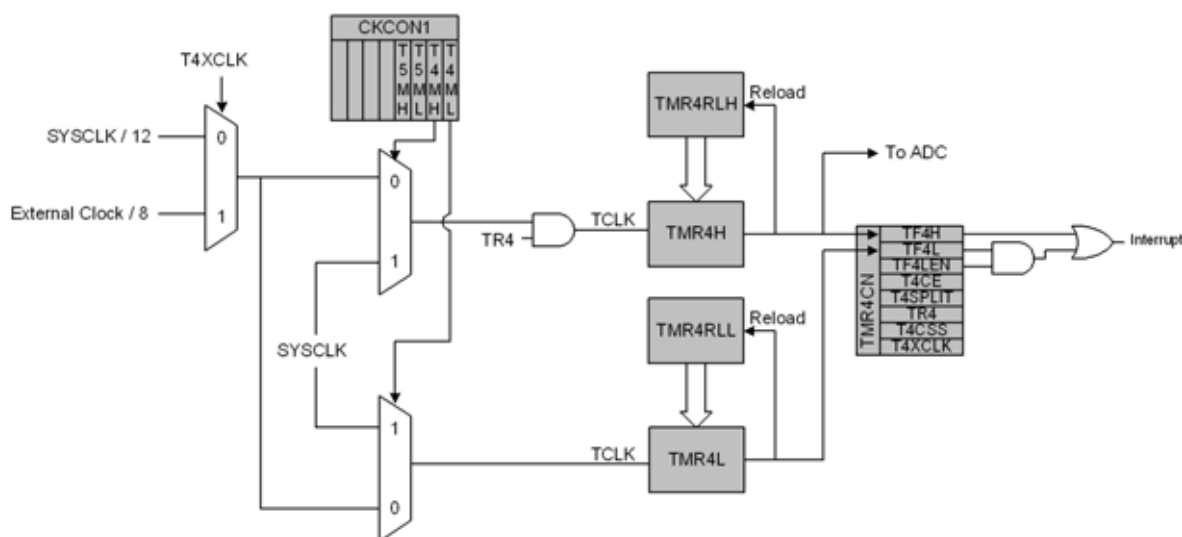 CKCON1
T5MH
T5ML
T4MH
T4ML
T4XCLK
SYSCLK / 12
0
External Clock / 8
1
0
1
TR4
TCLK
TMR4RLH
Reload
TMR4H
To ADC
TMR4CN
TF4H
TF4L
TF4LEN
T4CE
T4SPLIT
TR4
T4CSS
T4XCLK
Interrupt
SYSCLK
1
0
TCLK
TMR4RLL
Reload
TMR4L